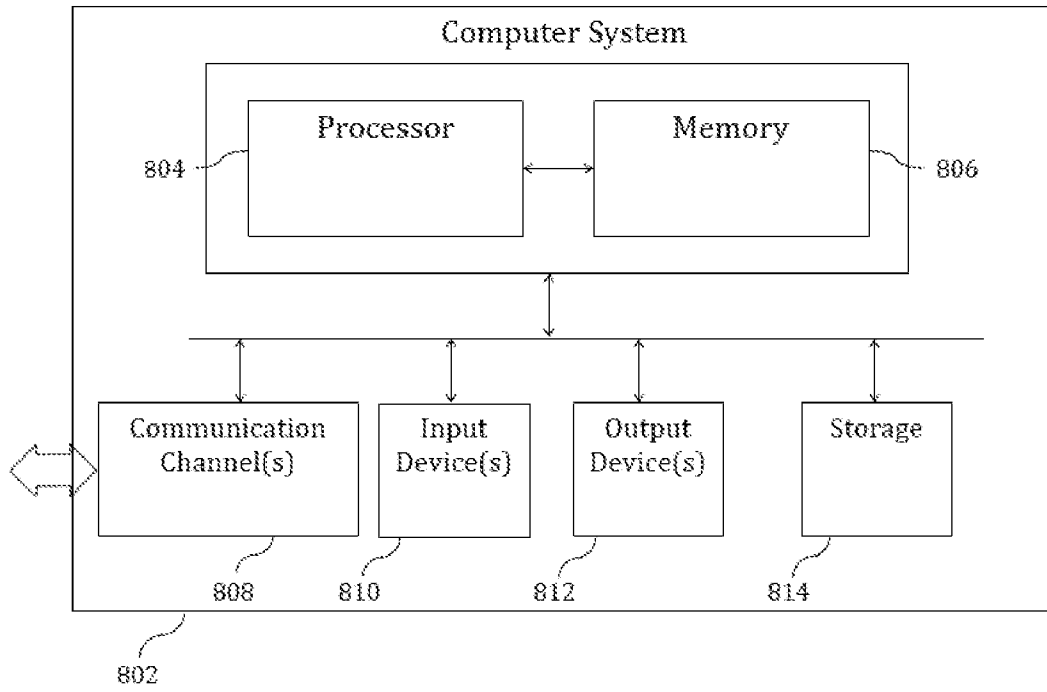 Computer System
Processor
Memory
804
806
Communication
Channel(s)
Input
Device(s)
Output
Device(s)
Storage
808
810
812
814
802